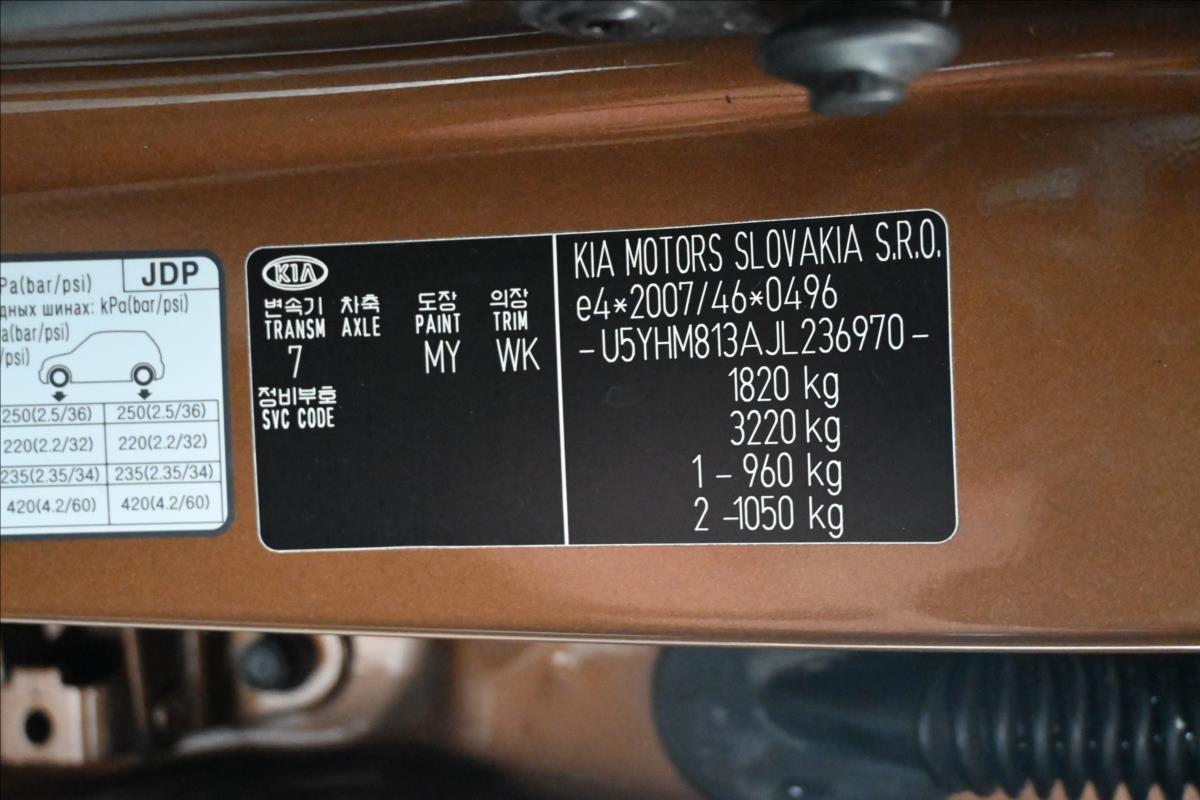 Pa(bar/psi) JDP
дных шинах: kPa(bar/psi)
a(bar/psi)
/psi)
250(2.5/36) 250(2.5/36)
220(2.2/32) 220(2.2/32)
235(2.35/34) 235(2.35/34)
420(4.2/60) 420(4.2/60)
KIA
변속기 차축 도장 의장
TRANSM AXLE PAINT TRIM
7 MY WK
정비부호
SVC CODE
KIA MOTORS SLOVAKIA S.R.O.
e4*2007/46*0496
-U5YHM813AJL236970-
1820 kg
3220 kg
1 - 960 kg
2 -1050 kg